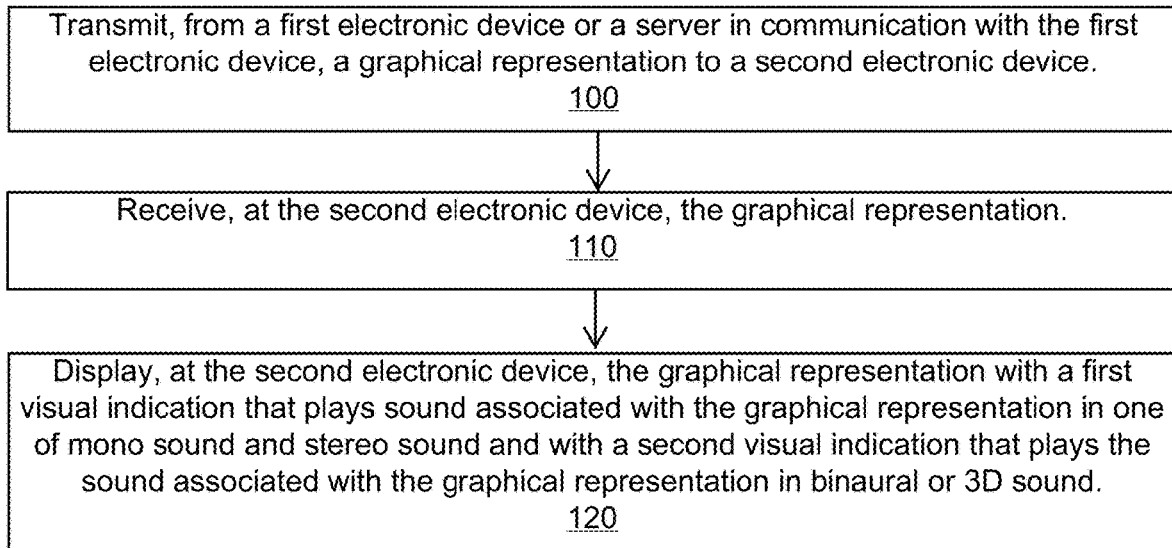 Transmit, from a first electronic device or a server in communication with the first
electronic device, a graphical representation to a second electronic device.
100
Receive, at the second electronic device, the graphical representation.
110
Display, at the second electronic device, the graphical representation with a first
visual indication that plays sound associated with the graphical representation in one
of mono sound and stereo sound and with a second visual indication that plays the
sound associated with the graphical representation in binaural or 3D sound.
120